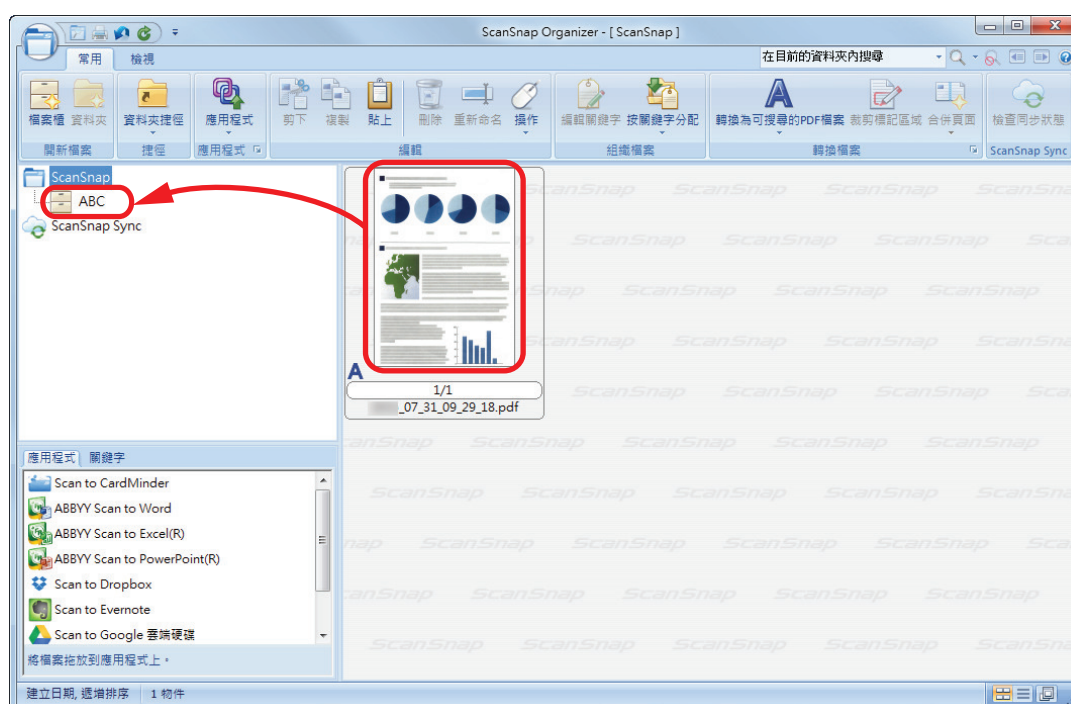 ScanSnap Organizer - [ ScanSnap ]
常用 檢視
在目前的資料夾內搜尋
檔案櫃 資料夾 資料夾捷徑 應用程式 剪下 複製 貼上 刪除 重新命名 操作 編輯關鍵字 按關鍵字分配 轉換為可搜尋的PDF檔案 裁剪標記區域 合併頁面 檢查同步狀態
開新檔案 捷徑 應用程式 編輯 組織檔案 轉換檔案 ScanSnap Sync
ScanSnap
ABC
ScanSnap Sync
A
1/1
_07_31_09_29_18.pdf
應用程式 關鍵字
Scan to CardMinder
ABBYY Scan to Word
ABBYY Scan to Excel(R)
ABBYY Scan to PowerPoint(R)
Scan to Dropbox
Scan to Evernote
Scan to Google 雲端硬碟
將檔案拖放到應用程式上。
建立日期, 遞增排序 1 物件